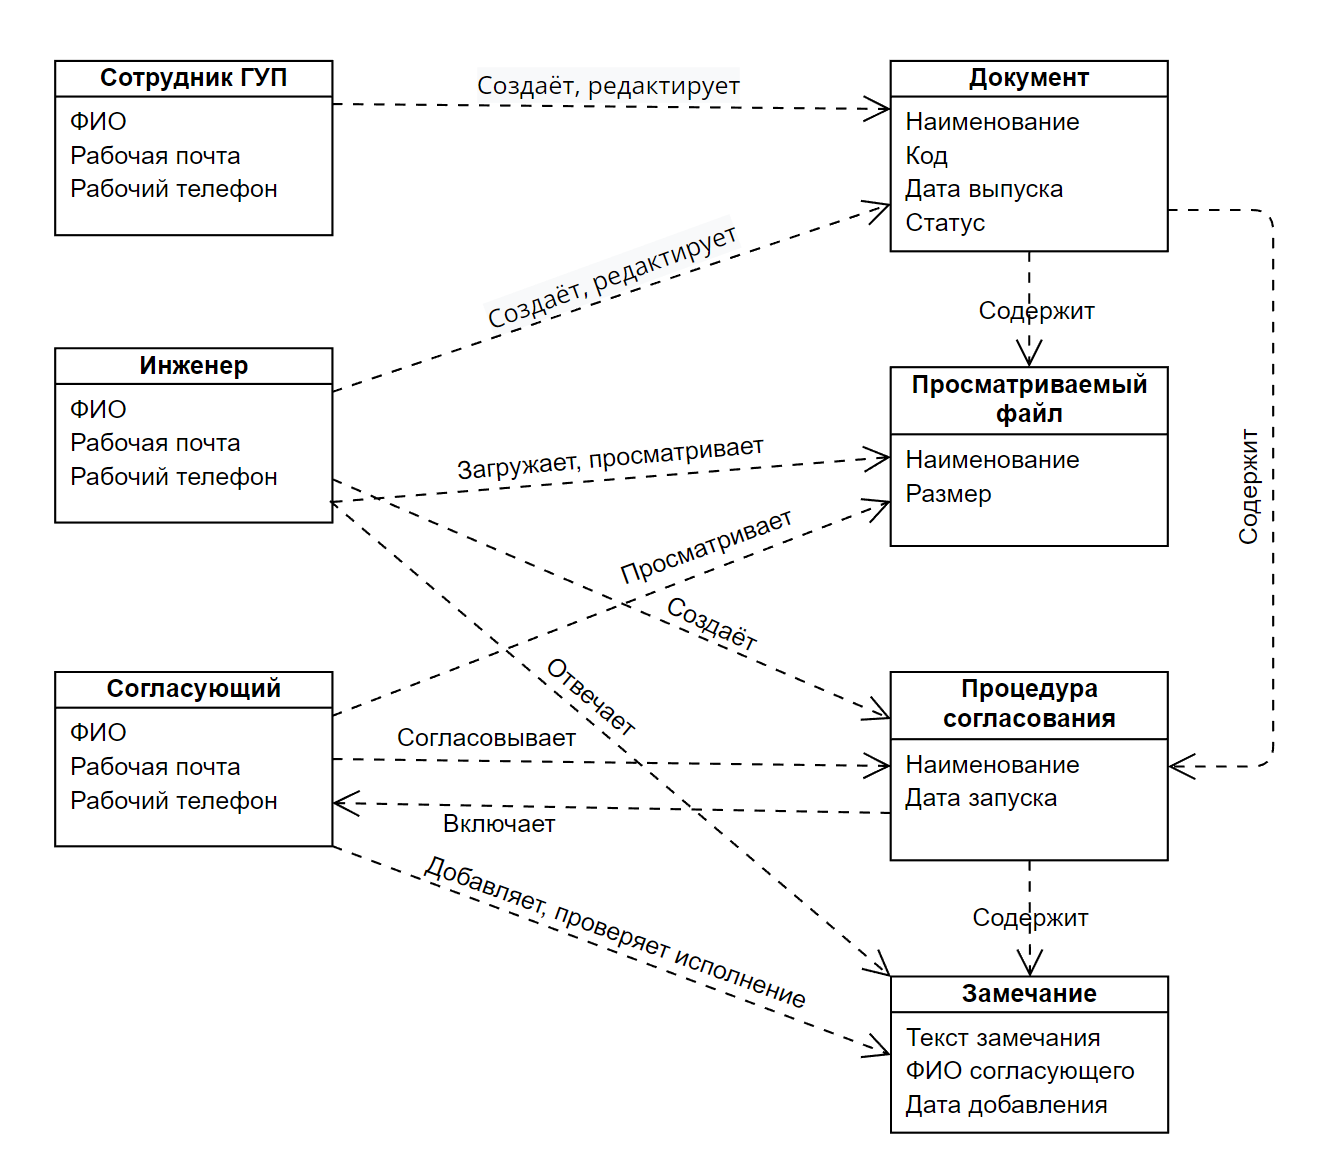 Сотрудник ГУП
ФИО
Рабочая почта
Рабочий телефон
Создаёт, редактирует
Документ
Наименование
Код
Дата выпуска
Статус
Создаёт, редактирует
Содержит
Инженер
ФИО
Рабочая почта
Рабочий телефон
Загружает, просматривает
Просматриваемый
файл
Наименование
Размер
Содержит
Просматривает
Создаёт
Отвечает
Согласующий
ФИО
Рабочая почта
Рабочий телефон
Согласовывает
Включает
Процедура
согласования
Наименование
Дата запуска
Добавляет, проверяет исполнение
Содержит
Замечание
Текст замечания
ФИО согласующего
Дата добавления